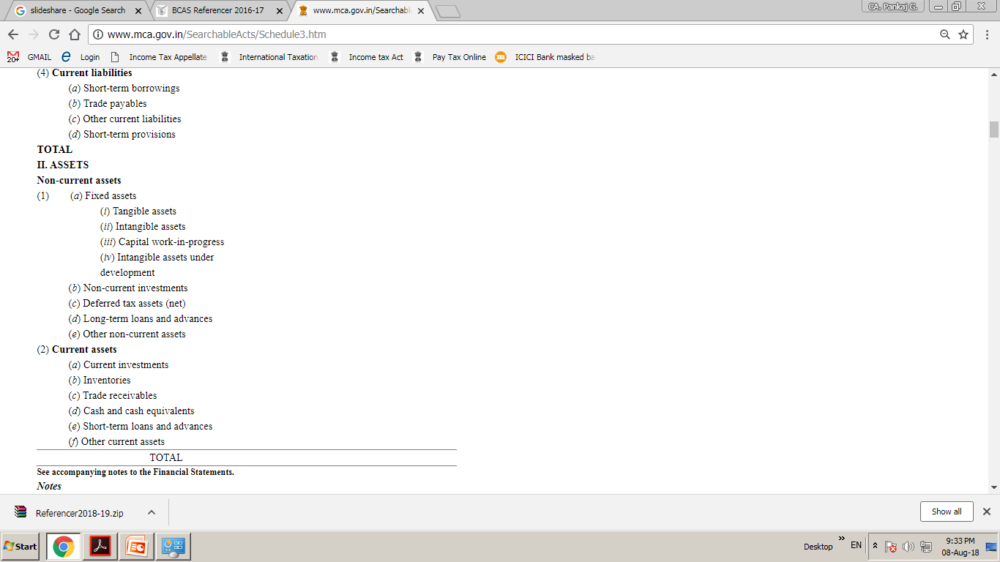 slideshare - Google Search
BCAS Referencer 2016-17
www.mca.gov.in/Searchabl
CA. Pankaj G.
www.mca.gov.in/SearchableActs/Schedule3.htm
20+ GMAIL
Login
Income Tax Appellate
International Taxation
Income tax Act
Pay Tax Online
ICICI Bank masked ba
(4) Current liabilities
(a) Short-term borrowings
(b) Trade payables
(c) Other current liabilities
(d) Short-term provisions
TOTAL
II. ASSETS
Non-current assets
(1) (a) Fixed assets
(i) Tangible assets
(ii) Intangible assets
(iii) Capital work-in-progress
(iv) Intangible assets under
development
(b) Non-current investments
(c) Deferred tax assets (net)
(d) Long-term loans and advances
(e) Other non-current assets
(2) Current assets
(a) Current investments
(b) Inventories
(c) Trade receivables
(d) Cash and cash equivalents
(e) Short-term loans and advances
(f) Other current assets
TOTAL
See accompanying notes to the Financial Statements.
Notes
Referencer2018-19.zip
Show all
Start
Desktop
EN
9:33 PM
08-Aug-18